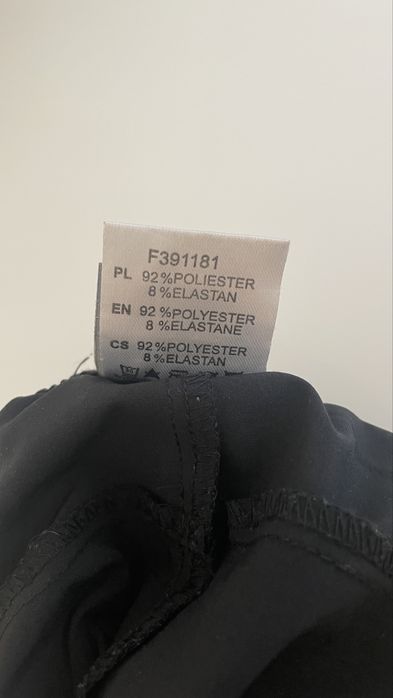 F391181
PL 92%POLIESTER
8%ELASTAN
EN 92%POLYESTER
8%ELASTANE
CS 92%POLYESTER
8%ELASTAN